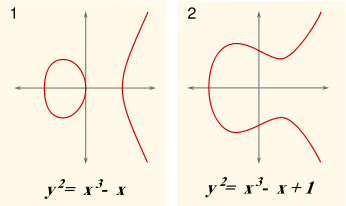 1
y²= x³- x
2
y²= x³- x + 1